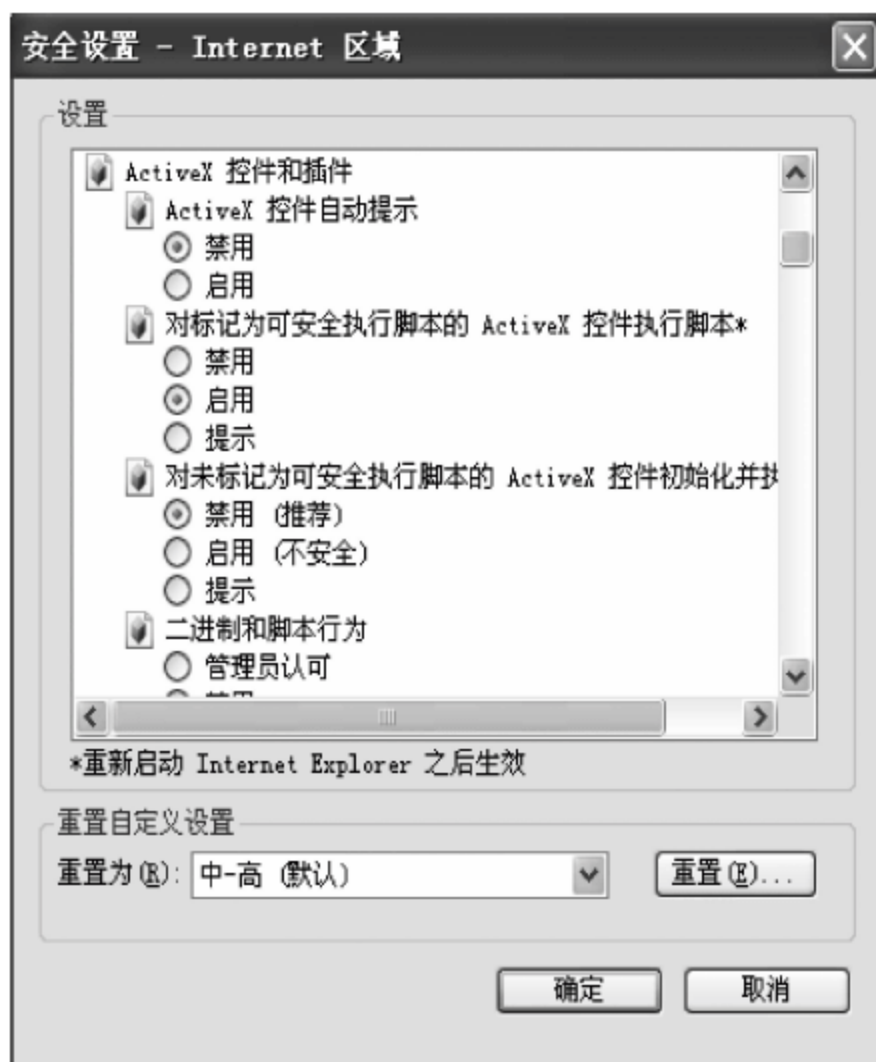 安全设置 - Internet 区域
设置
ActiveX 控件和插件
ActiveX 控件自动提示
禁用
启用
对标记为可安全执行脚本的 ActiveX 控件执行脚本*
禁用
启用
提示
对未标记为可安全执行脚本的 ActiveX 控件初始化并执
禁用 (推荐)
启用 (不安全)
提示
二进制和脚本行为
管理员认可
*重新启动 Internet Explorer 之后生效
重置自定义设置
重置为(R): 中-高 (默认) 重置(E)...
确定 取消